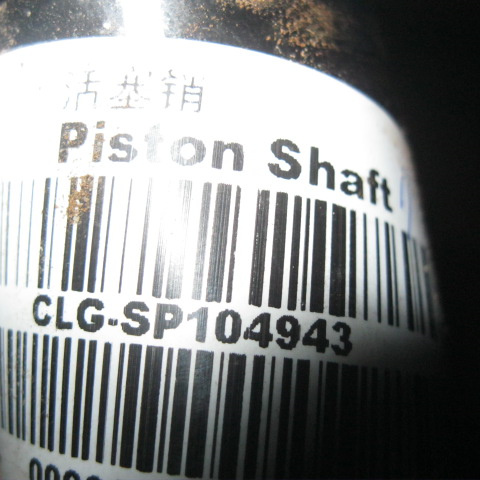 活塞销
Piston Shaft
CLG-SP104943